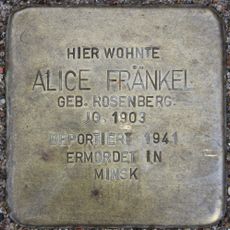 HIER WOHNTE
ALICE FRÄNKEL
GEB. ROSENBERG
JG. 1903
DEPORTIERT 1941
ERMORDET IN
MINSK